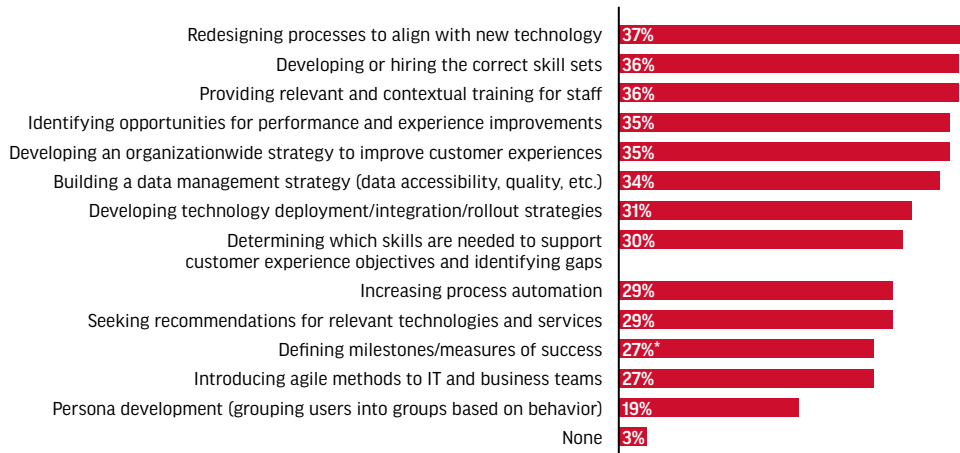 Redesigning processes to align with new technology 37%
Developing or hiring the correct skill sets 36%
Providing relevant and contextual training for staff 36%
Identifying opportunities for performance and experience improvements 35%
Developing an organizationwide strategy to improve customer experiences 35%
Building a data management strategy (data accessibility, quality, etc.) 34%
Developing technology deployment/integration/rollout strategies 31%
Determining which skills are needed to support 30%
customer experience objectives and identifying gaps
Increasing process automation 29%
Seeking recommendations for relevant technologies and services 29%
Defining milestones/measures of success 27%*
Introducing agile methods to IT and business teams 27%
Persona development (grouping users into groups based on behavior) 19%
None 3%